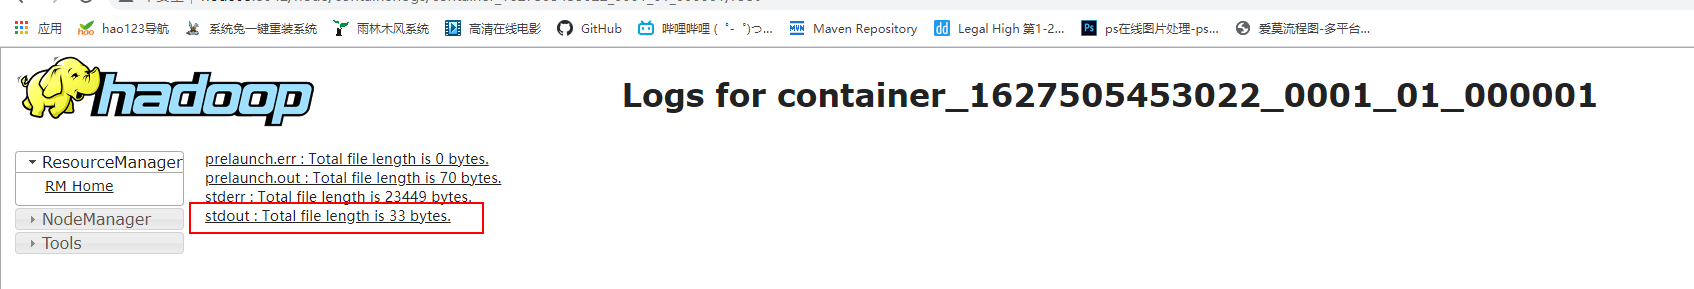 应用 hao123导航 系统兔一键重装系统 雨林木风系统 高清在线电影 GitHub 哔哩哔哩 ( ゜- ゜)つ... Maven Repository Legal High 第1-2... ps在线图片处理-ps... 爱莫流程图-多平台...
hadoop
Logs for container_1627505453022_0001_01_000001
ResourceManager
RM Home
NodeManager
Tools
prelaunch.err : Total file length is 0 bytes.
prelaunch.out : Total file length is 70 bytes.
stderr : Total file length is 23449 bytes.
stdout : Total file length is 33 bytes.